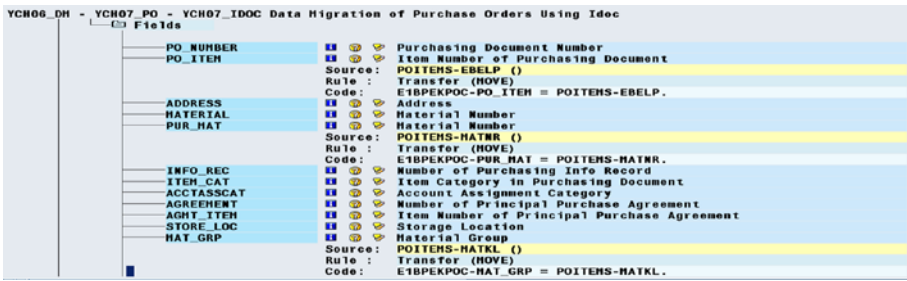 YCH06_DM - YCH07_PO - YCH07_IDOC Data Migration of Purchase Orders Using Idoc
Fields
PO_NUMBER Purchasing Document Number
PO_ITEM Item Number of Purchasing Document
Source: POITEMS-EBELP ()
Rule : Transfer (MOVE)
Code: E1BPEKPOC-PO_ITEM = POITEMS-EBELP.
ADDRESS Address
MATERIAL Material Number
PUR_MAT Material Number
Source: POITEMS-MATNR ()
Rule : Transfer (MOVE)
Code: E1BPEKPOC-PUR_MAT = POITEMS-MATNR.
INFO_REC Number of Purchasing Info Record
ITEM_CAT Item Category in Purchasing Document
ACCTASSCAT Account Assignment Category
AGREEMENT Number of Principal Purchase Agreement
AGMT_ITEM Item Number of Principal Purchase Agreement
STORE_LOC Storage Location
MAT_GRP Material Group
Source: POITEMS-MATKL ()
Rule : Transfer (MOVE)
Code: E1BPEKPOC-MAT_GRP = POITEMS-MATKL.